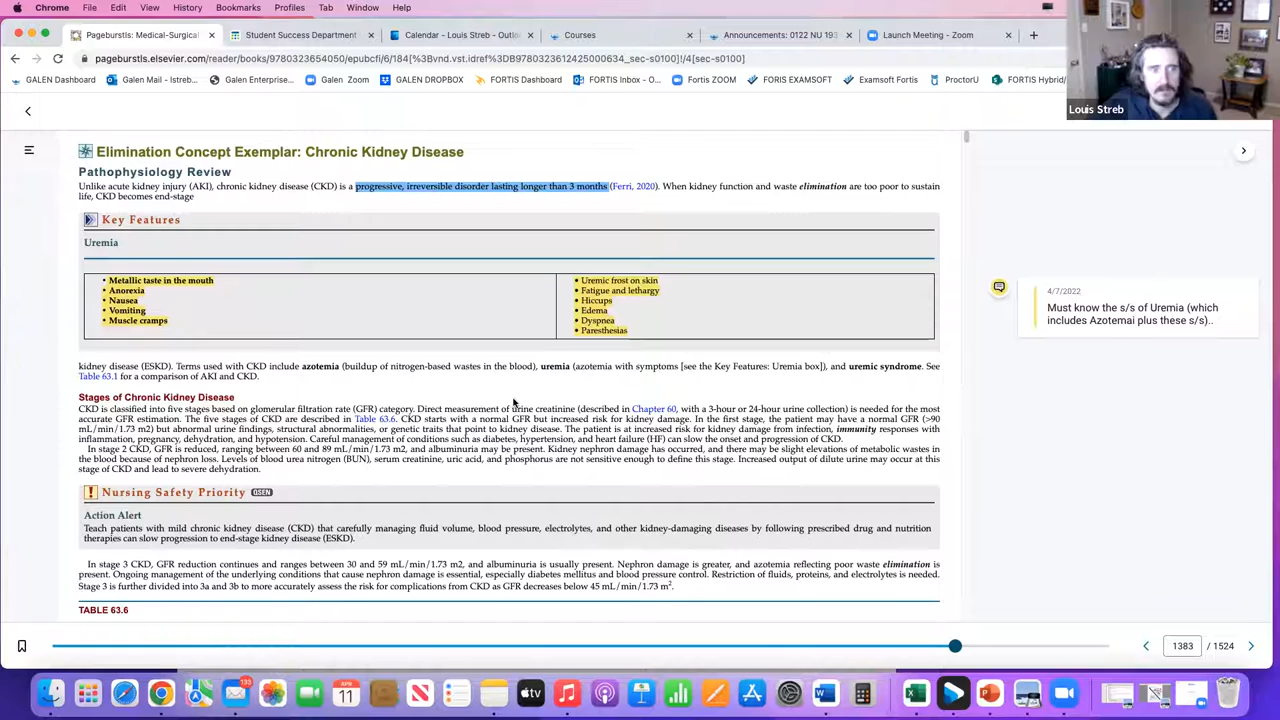 Chrome File Edit View History Bookmarks Profiles Tab Window Help
Pageburstls: Medical-Surgical Student Success Department Calendar - Louis Streb - Outlo Courses Announcements: 0122 NU 193 Launch Meeting - Zoom
pageburstls.elsevier.com/reader/books/9780323654050/epubcfi/6/184[%3Bvnd.vst.idref%3DB9780323612425000634_sec-s0100]!/4[sec-s0100]
GALEN Dashboard Galen Mail - lstreb... Galen Enterprise... Galen Zoom GALEN DROPBOX FORTIS Dashboard FORTIS Inbox - O... Fortis ZOOM FORIS EXAMSOFT Examsoft Fortis ProctorU FORTIS Hybrid/
Louis Streb
Elimination Concept Exemplar: Chronic Kidney Disease
Pathophysiology Review
Unlike acute kidney injury (AKI), chronic kidney disease (CKD) is a progressive, irreversible disorder lasting longer than 3 months (Ferri, 2020). When kidney function and waste elimination are too poor to sustain
life, CKD becomes end-stage
Key Features
Uremia
• Metallic taste in the mouth
• Anorexia
• Nausea
• Vomiting
• Muscle cramps
• Uremic frost on skin
• Fatigue and lethargy
• Hiccups
• Edema
• Dyspnea
• Paresthesias
4/7/2022
Must know the s/s of Uremia (which
includes Azotemai plus these s/s)..
kidney disease (ESKD). Terms used with CKD include azotemia (buildup of nitrogen-based wastes in the blood), uremia (azotemia with symptoms [see the Key Features: Uremia box]), and uremic syndrome. See
Table 63.1 for a comparison of AKI and CKD.
Stages of Chronic Kidney Disease
CKD is classified into five stages based on glomerular filtration rate (GFR) category. Direct measurement of urine creatinine (described in Chapter 60, with a 3-hour or 24-hour urine collection) is needed for the most
accurate GFR estimation. The five stages of CKD are described in Table 63.6. CKD starts with a normal GFR but increased risk for kidney damage. In the first stage, the patient may have a normal GFR (>90
mL/min/1.73 m2) but abnormal urine findings, structural abnormalities, or genetic traits that point to kidney disease. The patient is at increased risk for kidney damage from infection, immunity responses with
inflammation, pregnancy, dehydration, and hypotension. Careful management of conditions such as diabetes, hypertension, and heart failure (HF) can slow the onset and progression of CKD.
In stage 2 CKD, GFR is reduced, ranging between 60 and 89 mL/min/1.73 m2, and albuminuria may be present. Kidney nephron damage has occurred, and there may be slight elevations of metabolic wastes in
the blood because of nephron loss. Levels of blood urea nitrogen (BUN), serum creatinine, uric acid, and phosphorus are not sensitive enough to define this stage. Increased output of dilute urine may occur at this
stage of CKD and lead to severe dehydration.
Nursing Safety Priority QSEN
Action Alert
Teach patients with mild chronic kidney disease (CKD) that carefully managing fluid volume, blood pressure, electrolytes, and other kidney-damaging diseases by following prescribed drug and nutrition
therapies can slow progression to end-stage kidney disease (ESKD).
In stage 3 CKD, GFR reduction continues and ranges between 30 and 59 mL/min/1.73 m2, and albuminuria is usually present. Nephron damage is greater, and azotemia reflecting poor waste elimination is
present. Ongoing management of the underlying conditions that cause nephron damage is essential, especially diabetes mellitus and blood pressure control. Restriction of fluids, proteins, and electrolytes is needed.
Stage 3 is further divided into 3a and 3b to more accurately assess the risk for complications from CKD as GFR decreases below 45 mL/min/1.73 m2.
TABLE 63.6
1383 / 1524
133
APR
11
tv